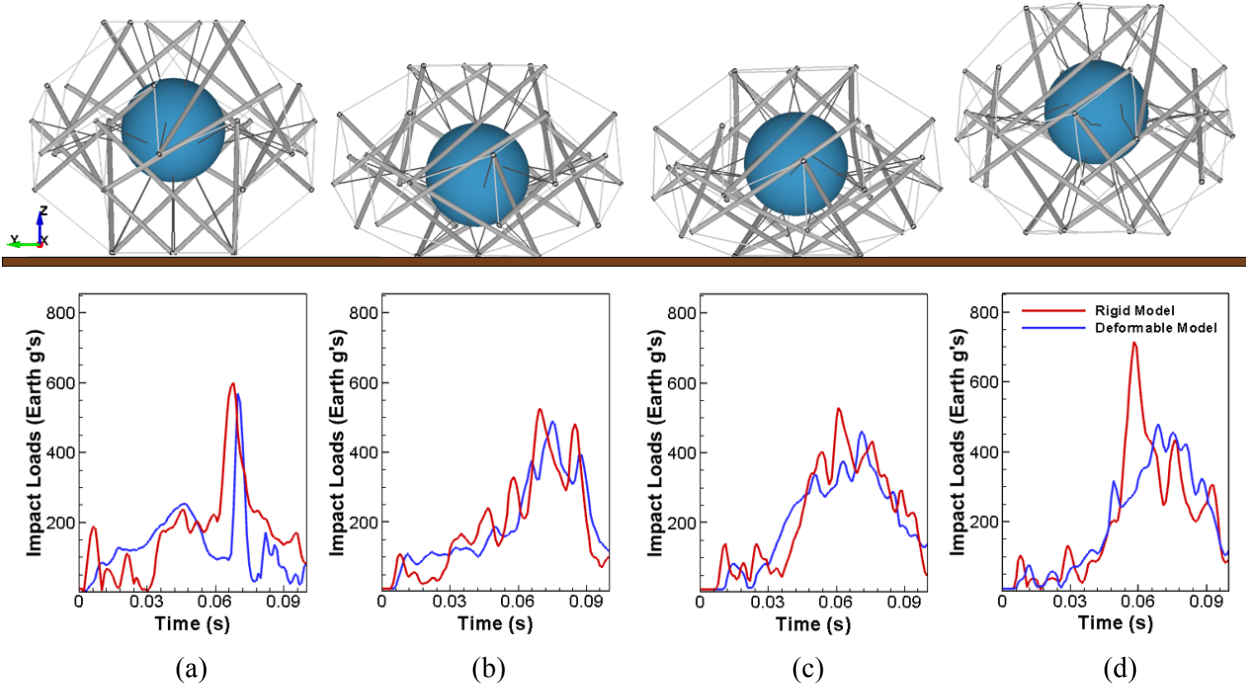 Z
Y X
Impact Loads (Earth g's)
800
600
400
200
0 0.03 0.06 0.09
Time (s)
(a)
Impact Loads (Earth g's)
800
600
400
200
0 0.03 0.06 0.09
Time (s)
(b)
Impact Loads (Earth g's)
800
600
400
200
0 0.03 0.06 0.09
Time (s)
(c)
Impact Loads (Earth g's)
800
600
400
200
0 0.03 0.06 0.09
Rigid Model
Deformable Model
Time (s)
(d)